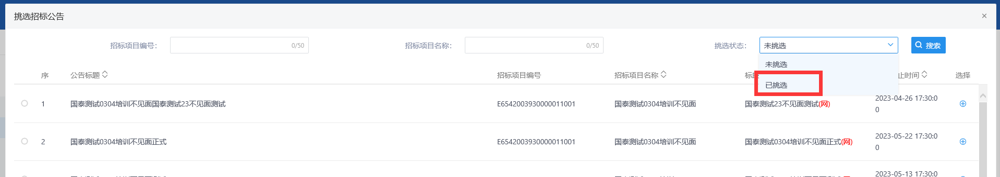 挑选招标公告
×
招标项目编号： 0/50 招标项目名称： 0/50 挑选状态： 未挑选 搜索
未挑选
已挑选
序 公告标题 招标项目编号 招标项目名称 标段 止时间 选择
1 国泰测试0304培训不见面国泰测试23不见面测试 E6542003930000011001 国泰测试0304培训不见面 国泰测试23不见面测试(网) 2023-04-26 17:30:0
0
2 国泰测试0304培训不见面正式 E6542003930000011001 国泰测试0304培训不见面 国泰测试0304培训不见面正式(网) 2023-05-22 17:30:0
0
2023-05-13 17:30:0